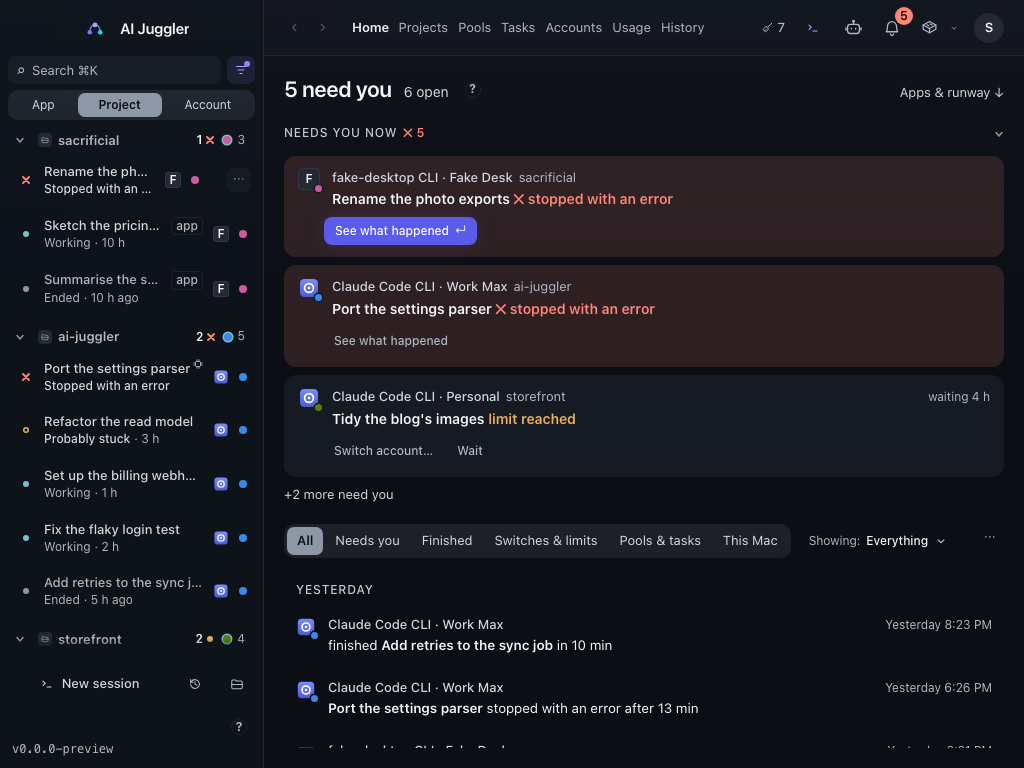 AI Juggler
Search ⌘K
App Project Account
sacrificial 1 3
Rename the ph... F
Stopped with an ...
Sketch the pricin... app F
Working · 10 h
Summarise the s... app F
Ended · 10 h ago
ai-juggler 2 5
Port the settings parser
Stopped with an error
Refactor the read model
Probably stuck · 3 h
Set up the billing webh...
Working · 1 h
Fix the flaky login test
Working · 2 h
Add retries to the sync j...
Ended · 5 h ago
storefront 2 4
New session
?
v0.0.0-preview
Home Projects Pools Tasks Accounts Usage History 7 5 S
5 need you 6 open ? Apps & runway ↓
NEEDS YOU NOW 5
F fake-desktop CLI · Fake Desk sacrificial
Rename the photo exports stopped with an error
See what happened ↵
Claude Code CLI · Work Max ai-juggler
Port the settings parser stopped with an error
See what happened
Claude Code CLI · Personal storefront waiting 4 h
Tidy the blog's images limit reached
Switch account... Wait
+2 more need you
All Needs you Finished Switches & limits Pools & tasks This Mac Showing: Everything ...
YESTERDAY
Claude Code CLI · Work Max Yesterday 8:23 PM
finished Add retries to the sync job in 10 min
Claude Code CLI · Work Max Yesterday 6:26 PM
Port the settings parser stopped with an error after 13 min